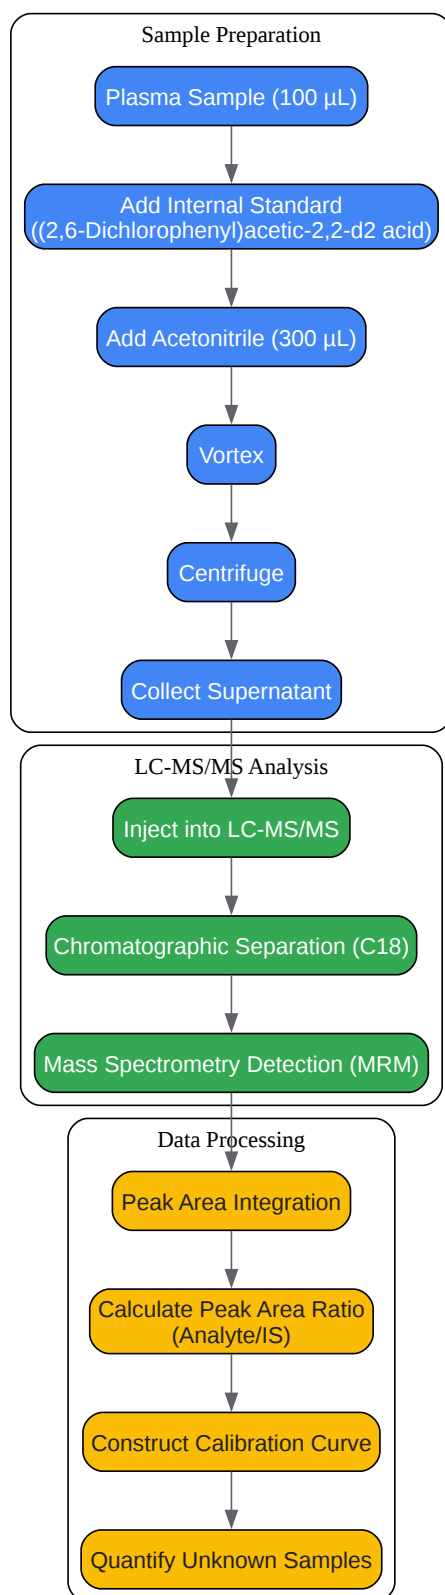 Sample Preparation
Plasma Sample (100 µL)
Add Internal Standard
((2,6-Dichlorophenyl)acetic-2,2-d2 acid)
Add Acetonitrile (300 µL)
Vortex
Centrifuge
Collect Supernatant
LC-MS/MS Analysis
Inject into LC-MS/MS
Chromatographic Separation (C18)
Mass Spectrometry Detection (MRM)
Data Processing
Peak Area Integration
Calculate Peak Area Ratio
(Analyte/IS)
Construct Calibration Curve
Quantify Unknown Samples